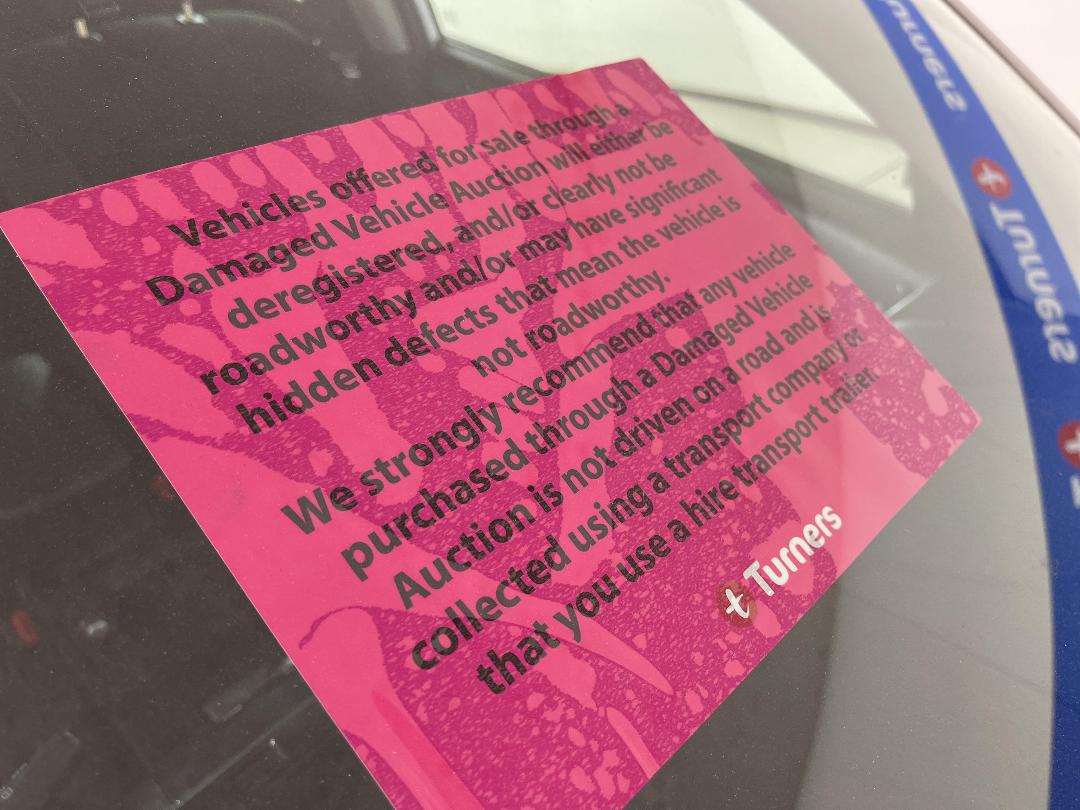 Vehicles offered for sale through a
Damaged Vehicle Auction will either be
deregistered, and/or clearly not be
roadworthy and/or may have significant
hidden defects that mean the vehicle is
not roadworthy.
We strongly recommend that any vehicle
purchased through a Damaged Vehicle
Auction is not driven on a road and is
collected using a transport company or
that you use a hire transport trailer.
t Turners
Turners
t Turners